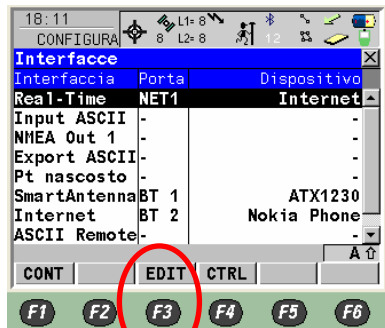 18:11
CONFIGURA
8
L1= 8
L2= 8
12
Interfacce
Interfaccia Porta Dispositivo
Real-Time NET1 Internet
Input ASCII - -
NMEA Out 1 - -
Export ASCII - -
Pt nascosto - -
SmartAntenna BT 1 ATX1230
Internet BT 2 Nokia Phone
ASCII Remote - -
A
CONT EDIT CTRL
F1 F2 F3 F4 F5 F6